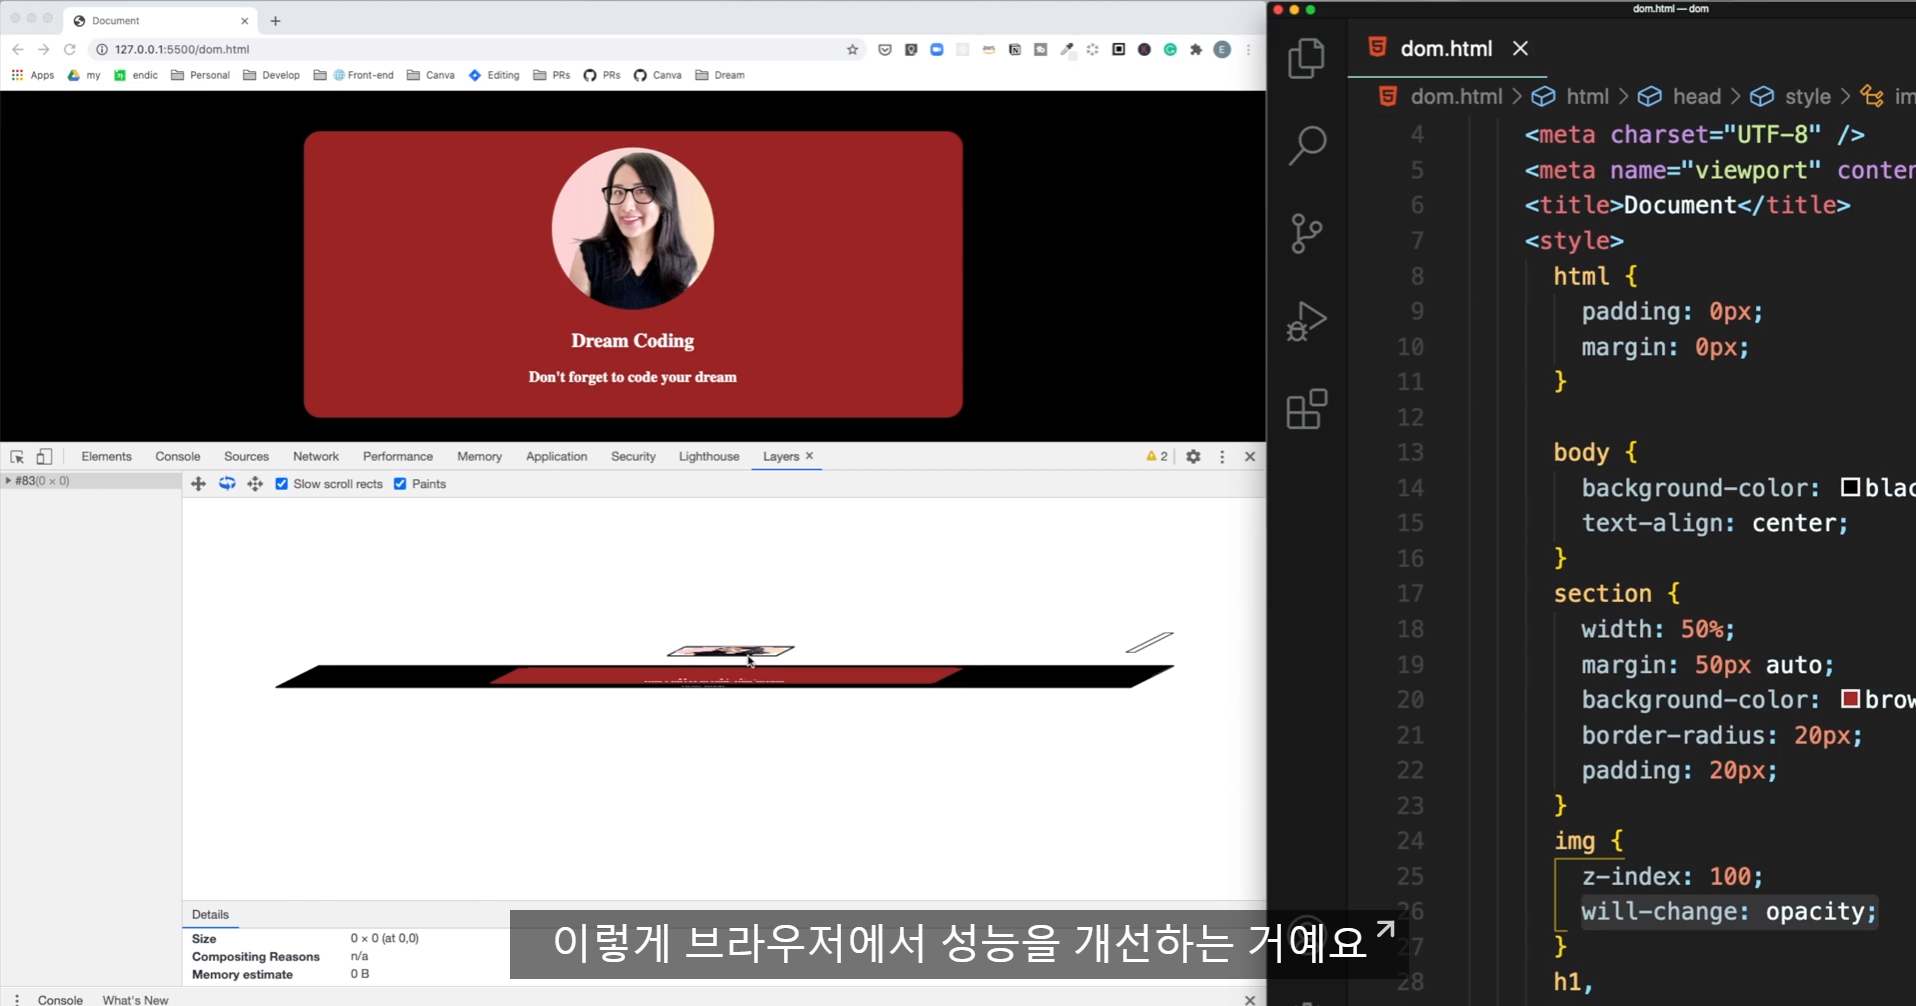 Document
127.0.0.1:5500/dom.html
Apps my endic Personal Develop Front-end Canva Editing PRs PRs Canva Dream
Dream Coding
Don't forget to code your dream
Elements Console Sources Network Performance Memory Application Security Lighthouse Layers 2
#83(0 × 0)
Slow scroll rects Paints
Details
Size 0 × 0 (at 0,0)
Compositing Reasons n/a
Memory estimate 0 B
Console What's New
dom.html — dom
dom.html
dom.html > html > head > style > im
4 <meta charset="UTF-8" />
5 <meta name="viewport" conten
6 <title>Document</title>
7 <style>
8 html {
9 padding: 0px;
10 margin: 0px;
11 }
12
13 body {
14 background-color: blac
15 text-align: center;
16 }
17 section {
18 width: 50%;
19 margin: 50px auto;
20 background-color: brow
21 border-radius: 20px;
22 padding: 20px;
23 }
24 img {
25 z-index: 100;
26 will-change: opacity;
27 }
28 h1,
이렇게 브라우저에서 성능을 개선하는 거예요